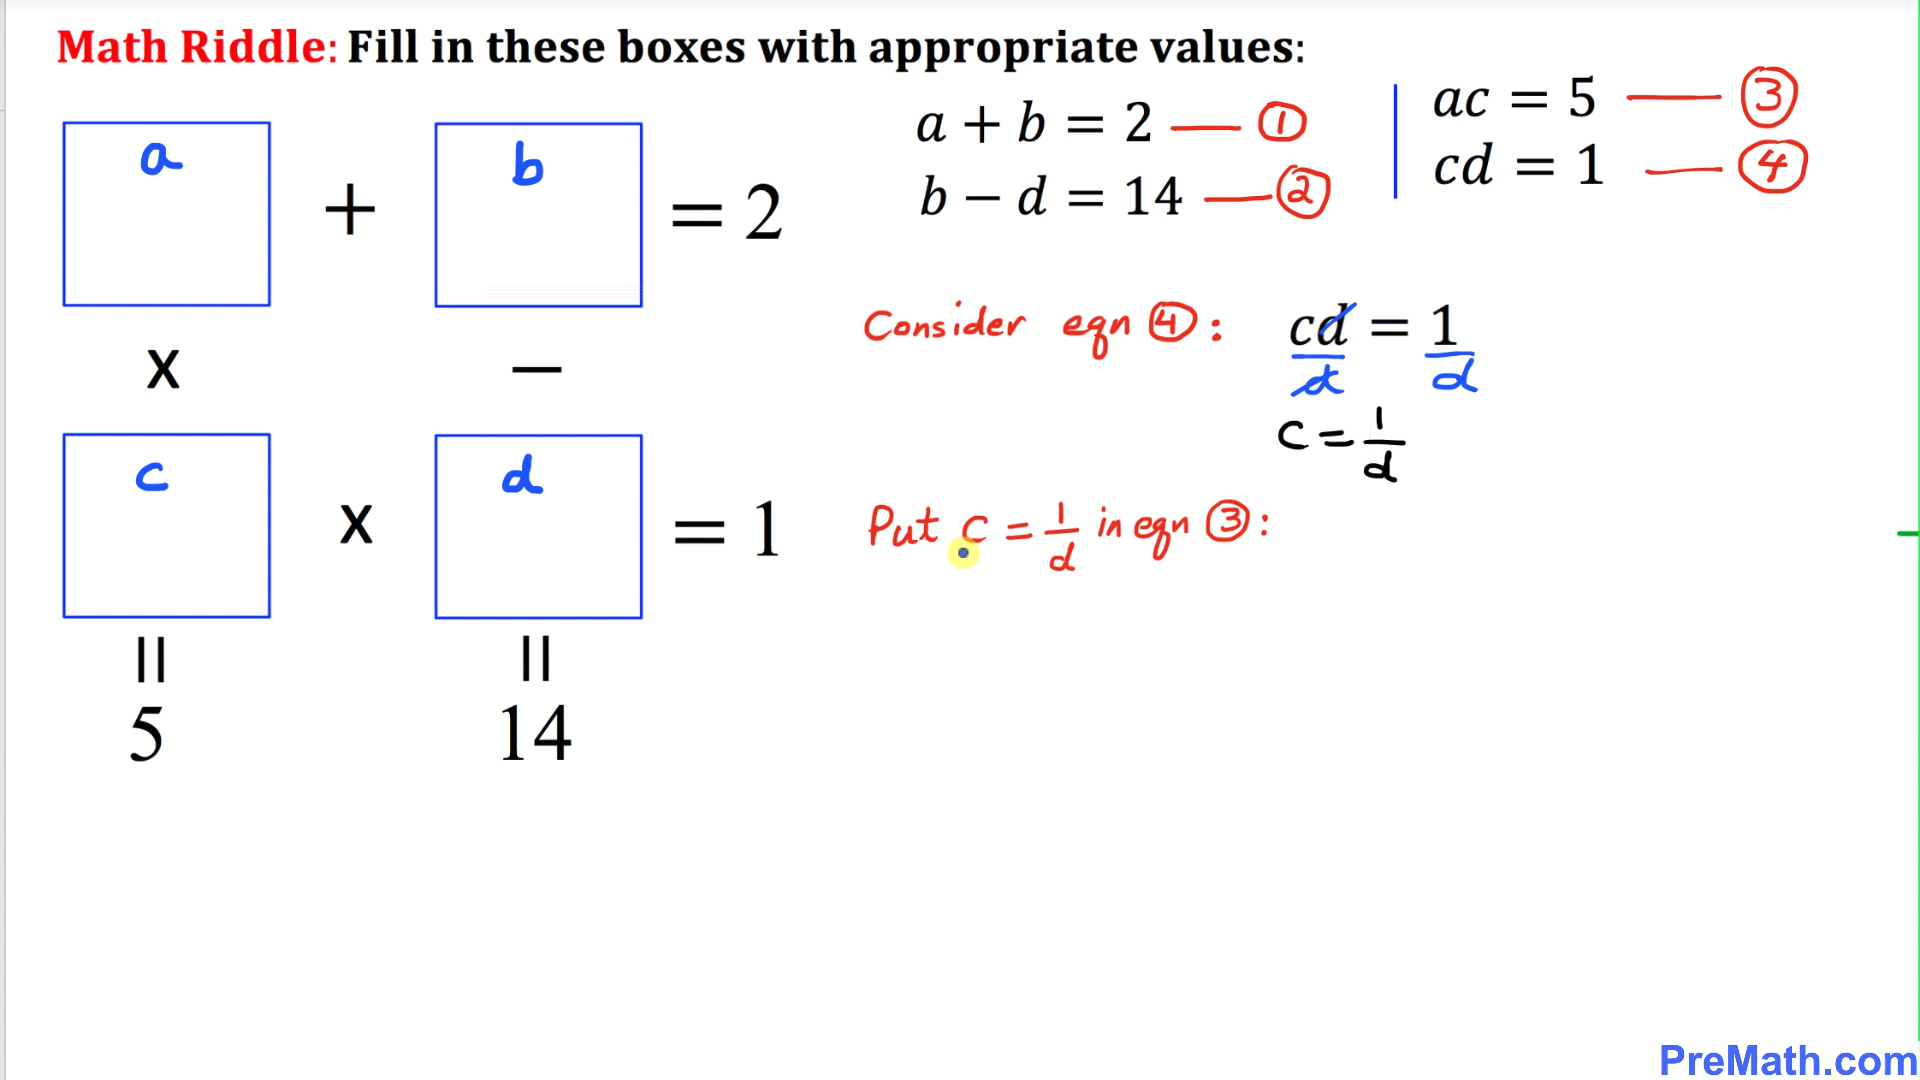 Math Riddle: Fill in these boxes with appropriate values:
a + b = 2
x −
c x d = 1
|| ||
5 14
a + b = 2 — ①
b − d = 14 — ②
ac = 5 — ③
cd = 1 — ④
Consider eqn ④: cd/d = 1/d
c = 1/d
Put c = 1/d in eqn ③:
PreMath.com